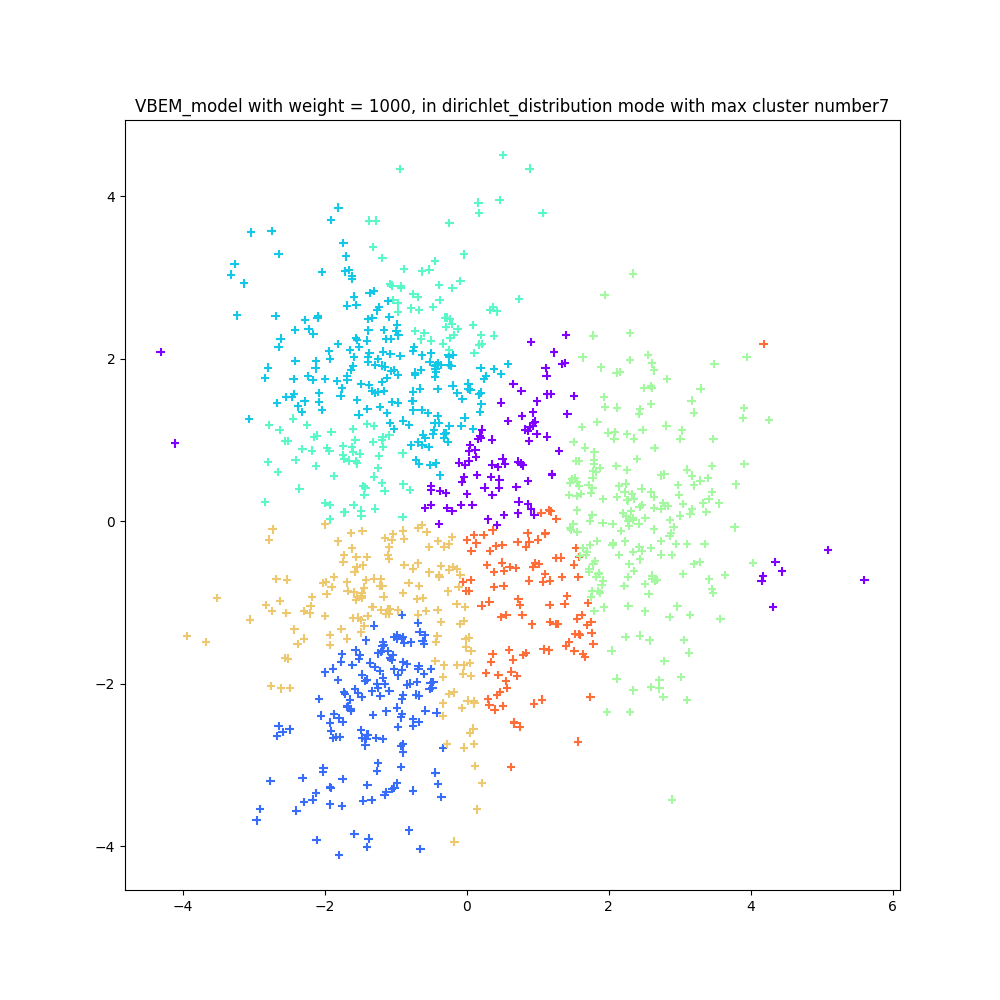 VBEM_model with weight = 1000, in dirichlet_distribution mode with max cluster number7
4
2
0
−2
−4
−4 −2 0 2 4 6